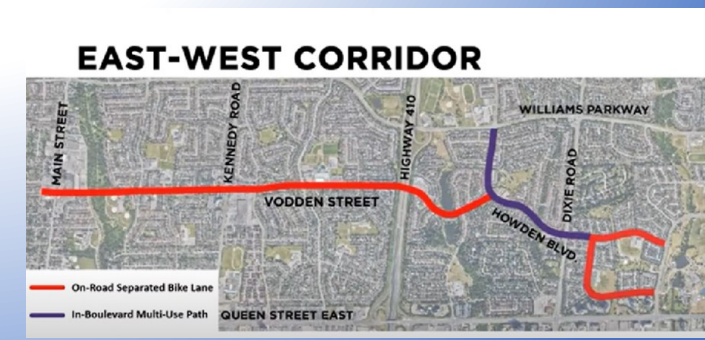 EAST-WEST CORRIDOR
MAIN STREET
KENNEDY ROAD
HIGHWAY 410
WILLIAMS PARKWAY
DIXIE ROAD
VODDEN STREET
HOWDEN BLVD.
On-Road Separated Bike Lane
In-Boulevard Multi-Use Path
QUEEN STREET EAST